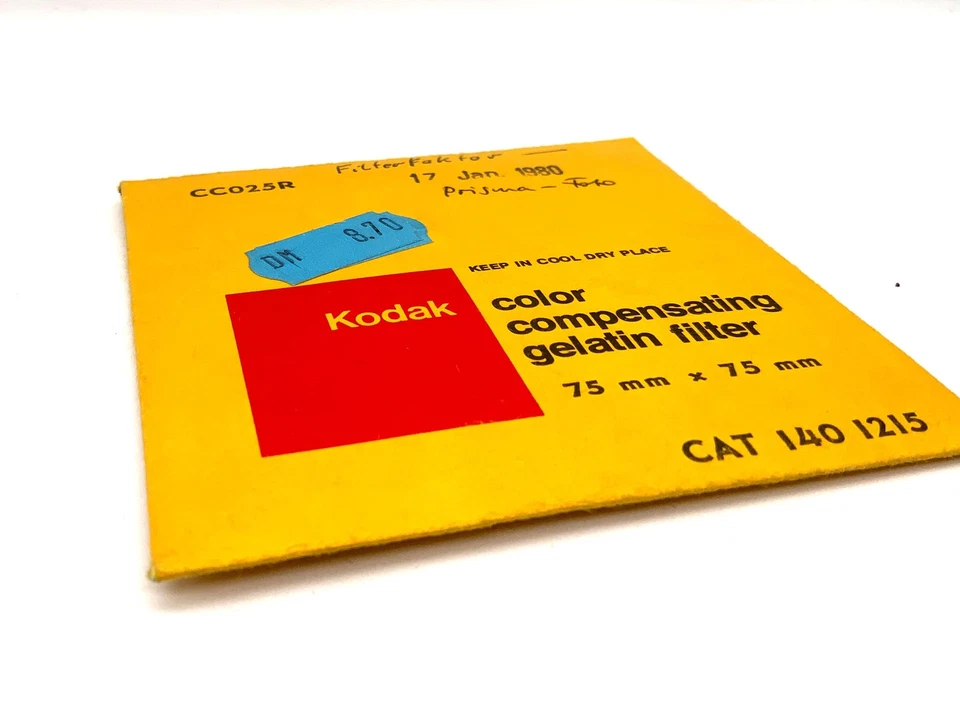 Filterfaktor —
CC025R
17 Jan. 1980
Prisma - Foto
DM 8.70
KEEP IN COOL DRY PLACE
Kodak
color
compensating
gelatin filter
75 mm x 75 mm
CAT 140 1215